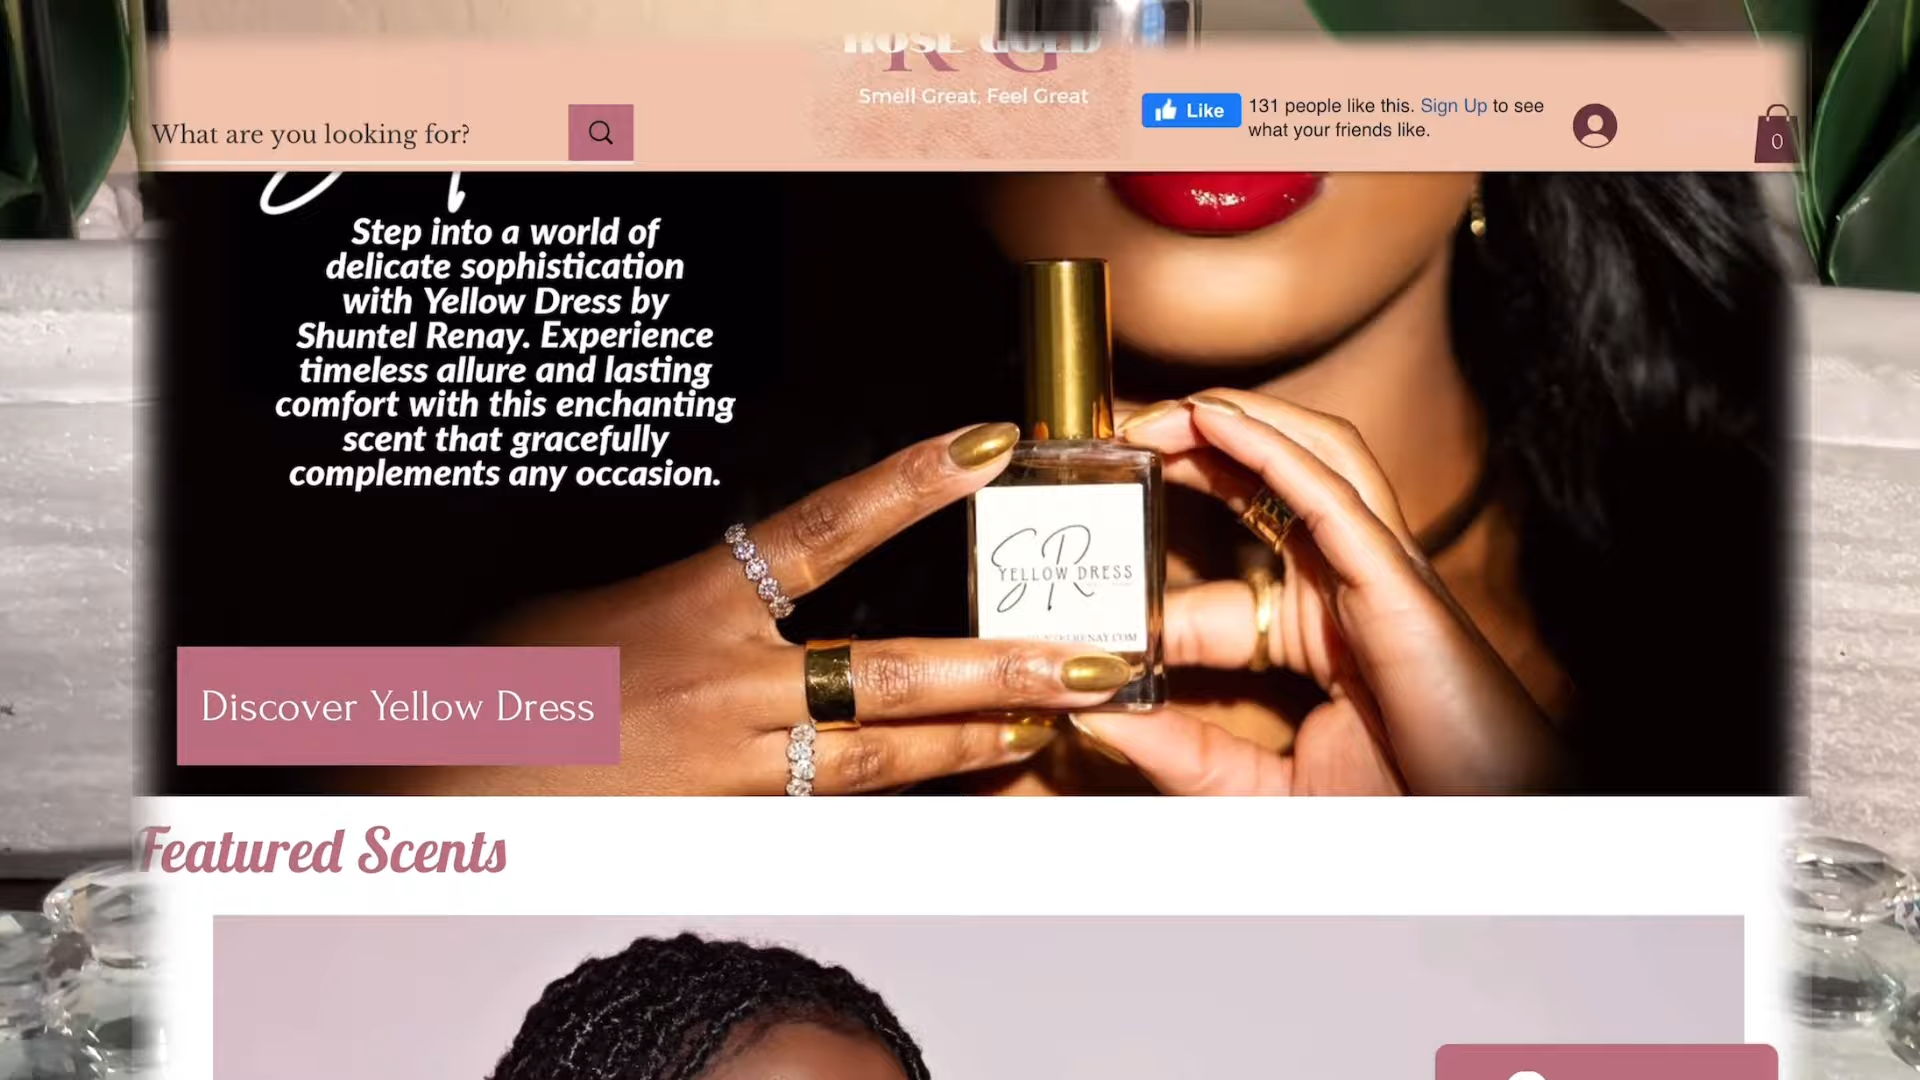 ROSE GOLD
R G
Smell Great, Feel Great
What are you looking for?
Like
131 people like this. Sign Up to see
what your friends like.
0
Step into a world of
delicate sophistication
with Yellow Dress by
Shuntel Renay. Experience
timeless allure and lasting
comfort with this enchanting
scent that gracefully
complements any occasion.
SR
YELLOW DRESS
Discover Yellow Dress
Featured Scents